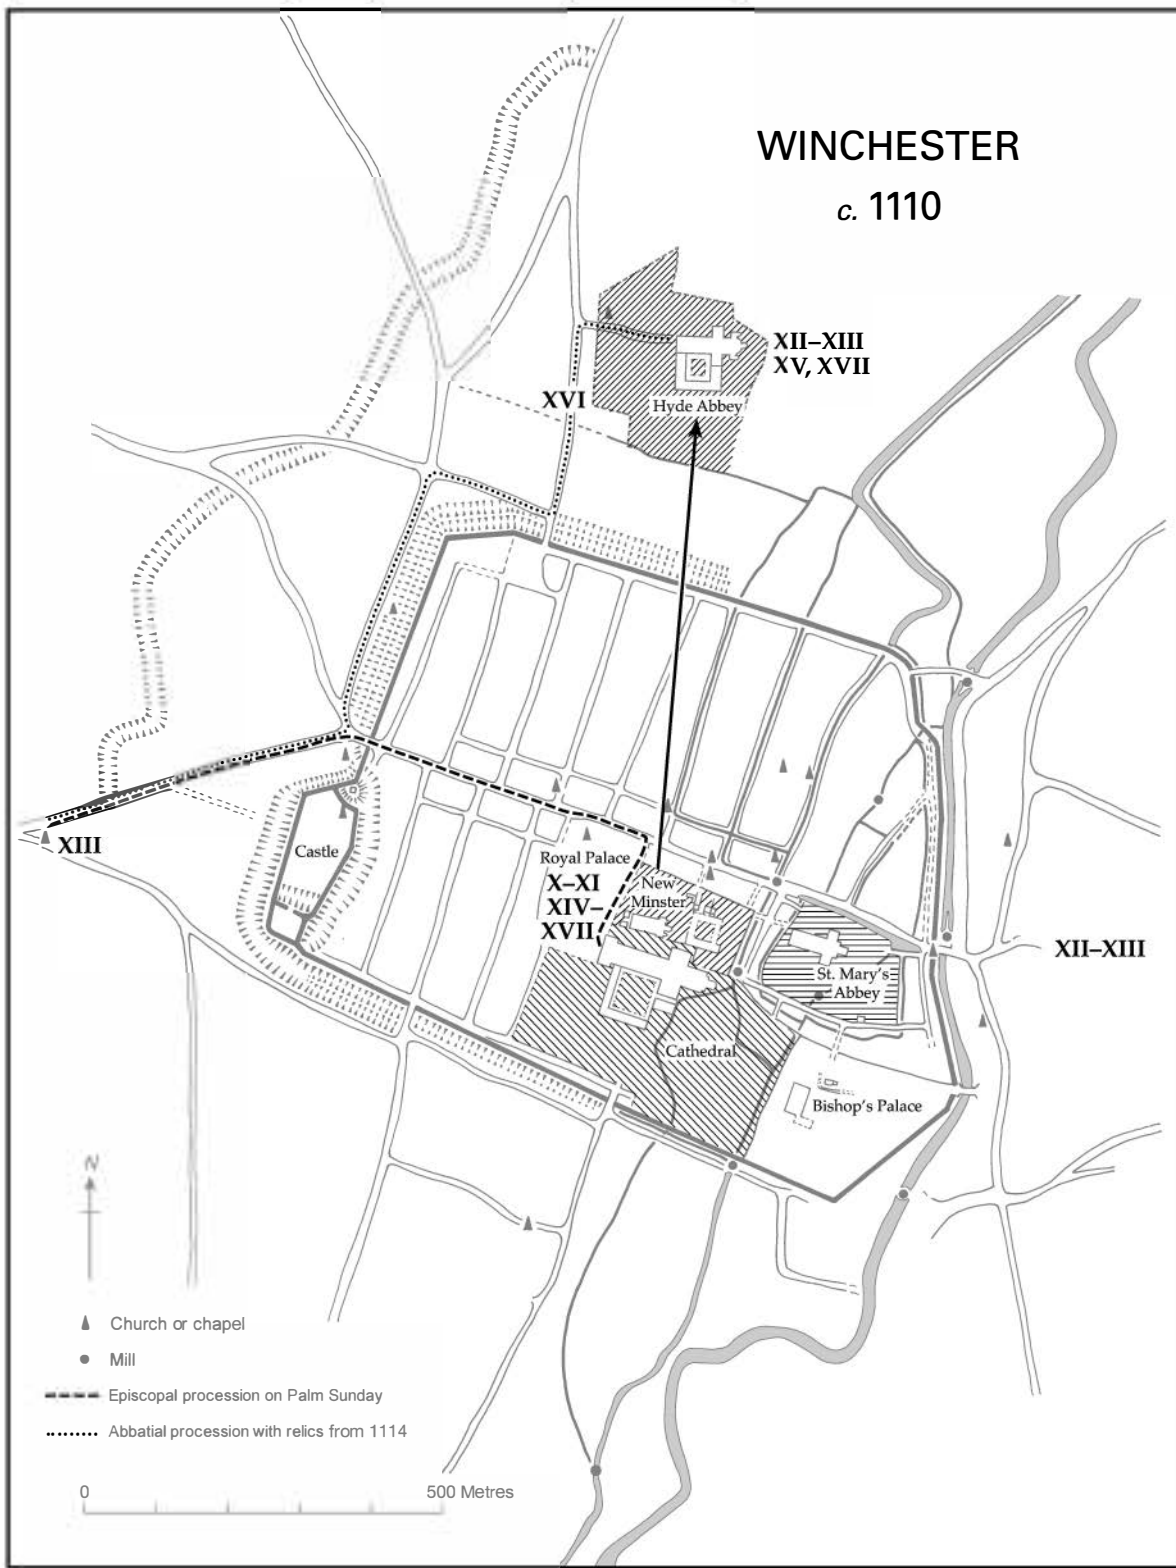 WINCHESTER
c. 1110
XII–XIII
XV, XVII
XVI
Hyde Abbey
XIII
Castle
Royal Palace
X–XI
XIV–
XVII
New
Minster
St. Mary's
Abbey
XII–XIII
Cathedral
Bishop's Palace
N
Church or chapel
Mill
Episcopal procession on Palm Sunday
Abbatial procession with relics from 1114
0
500 Metres